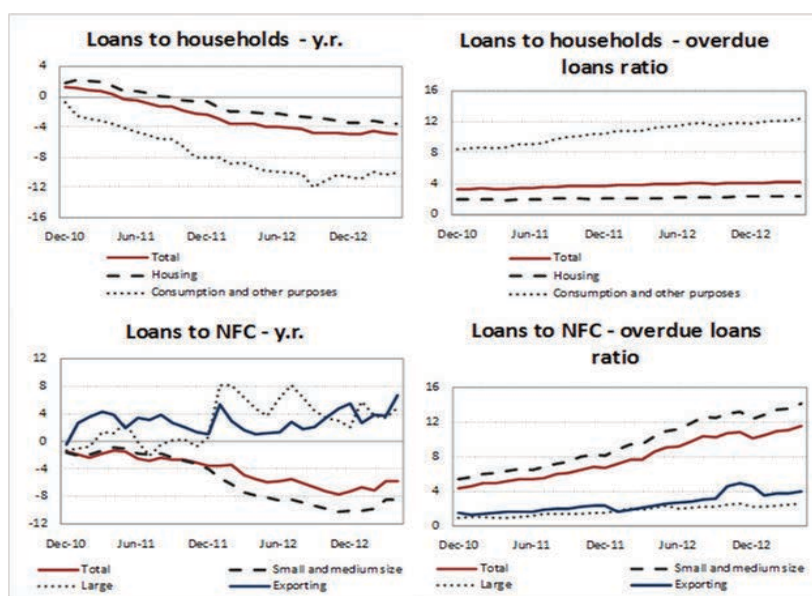 Loans to households - y.r.
4
0
-4
-8
-12
-16
Dec-10 Jun-11 Dec-11 Jun-12 Dec-12
Total
Housing
Consumption and other purposes
Loans to households - overdue
loans ratio
16
12
8
4
0
Dec-10 Jun-11 Dec-11 Jun-12 Dec-12
Total
Housing
Consumption and other purposes
Loans to NFC - y.r.
12
8
4
0
-4
-8
-12
Dec-10 Jun-11 Dec-11 Jun-12 Dec-12
Total Small and medium size
Large Exporting
Loans to NFC - overdue loans
ratio
16
12
8
4
0
Dec-10 Jun-11 Dec-11 Jun-12 Dec-12
Total Small and medium size
Large Exporting